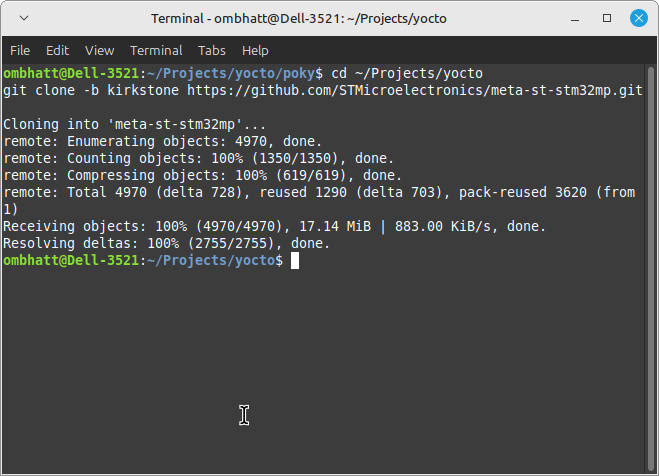 Terminal - ombhatt@Dell-3521: ~/Projects/yocto
File Edit View Terminal Tabs Help
ombhatt@Dell-3521:~/Projects/yocto/poky$ cd ~/Projects/yocto
git clone -b kirkstone https://github.com/STMicroelectronics/meta-st-stm32mp.git
Cloning into 'meta-st-stm32mp'...
remote: Enumerating objects: 4970, done.
remote: Counting objects: 100% (1350/1350), done.
remote: Compressing objects: 100% (619/619), done.
remote: Total 4970 (delta 728), reused 1290 (delta 703), pack-reused 3620 (from
1)
Receiving objects: 100% (4970/4970), 17.14 MiB | 883.00 KiB/s, done.
Resolving deltas: 100% (2755/2755), done.
ombhatt@Dell-3521:~/Projects/yocto$